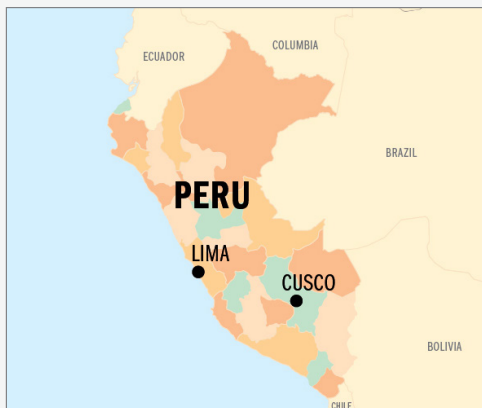 COLUMBIA
ECUADOR
BRAZIL
PERU
LIMA
CUSCO
BOLIVIA
CHILE